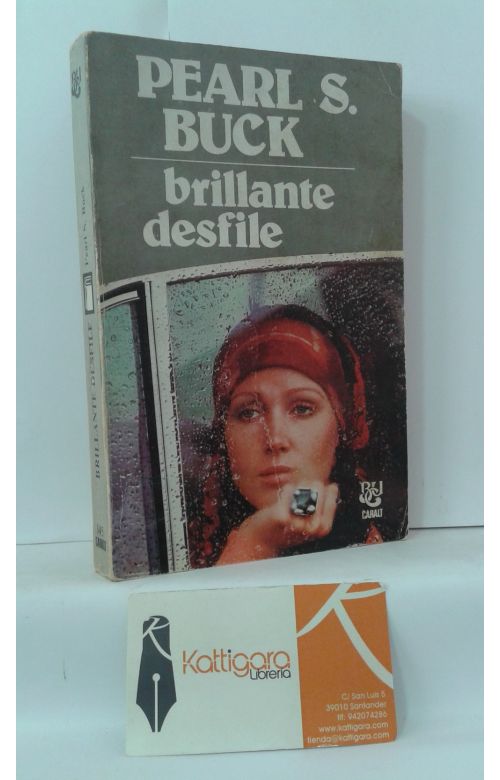 PEARL S.
BUCK
brillante
desfile
Pearl S. Buck
BRILLANTE DESFILE
CARALT
CARALT
Kattigara
Librería
C/ San Luis 5
39010 Santander
tlf: 942074286
www.kattigara.com
tienda@kattigara.com